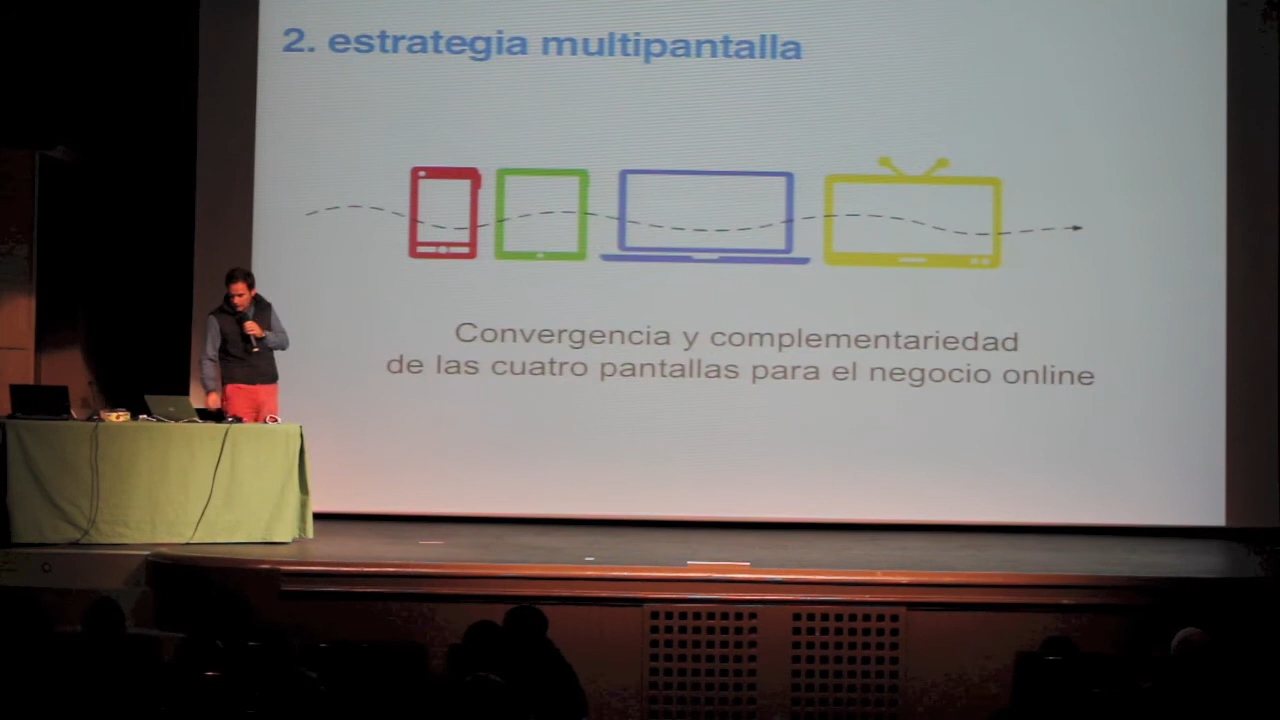 2. estrategia multipantalla
Convergencia y complementariedad
de las cuatro pantallas para el negocio online